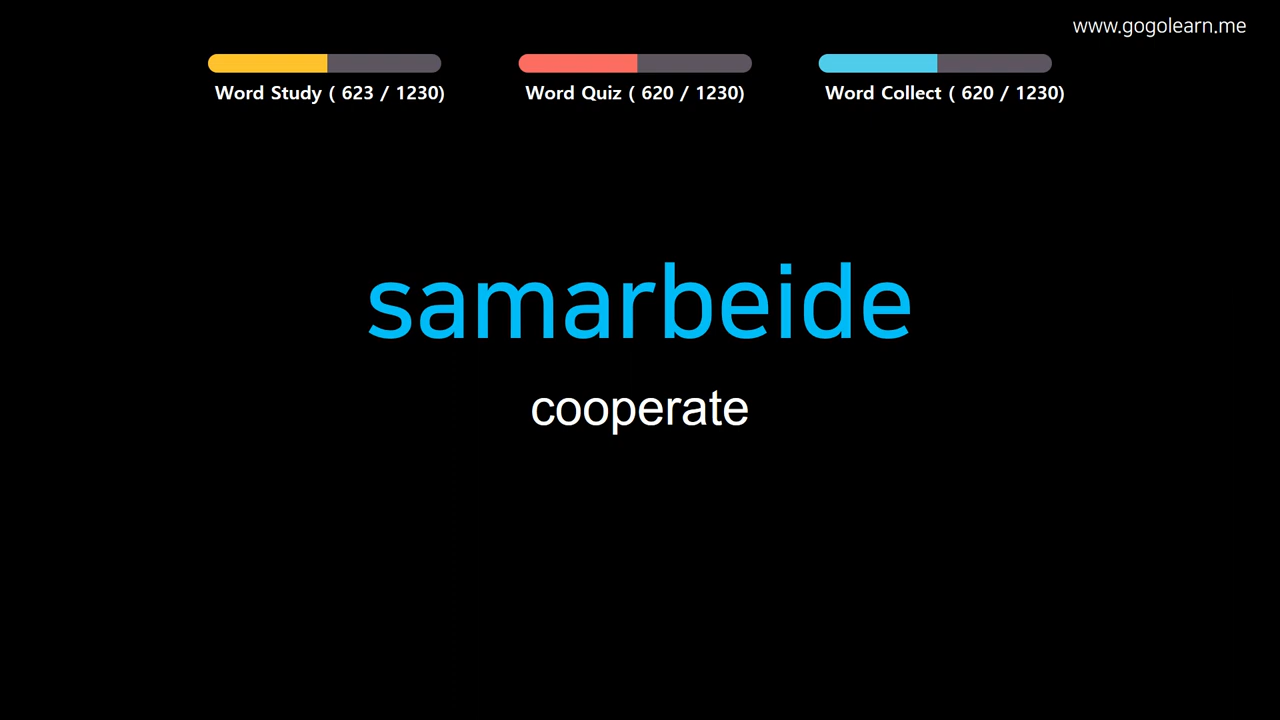 www.gogolearn.me
Word Study ( 623 / 1230)
Word Quiz ( 620 / 1230)
Word Collect ( 620 / 1230)
samarbeide
cooperate